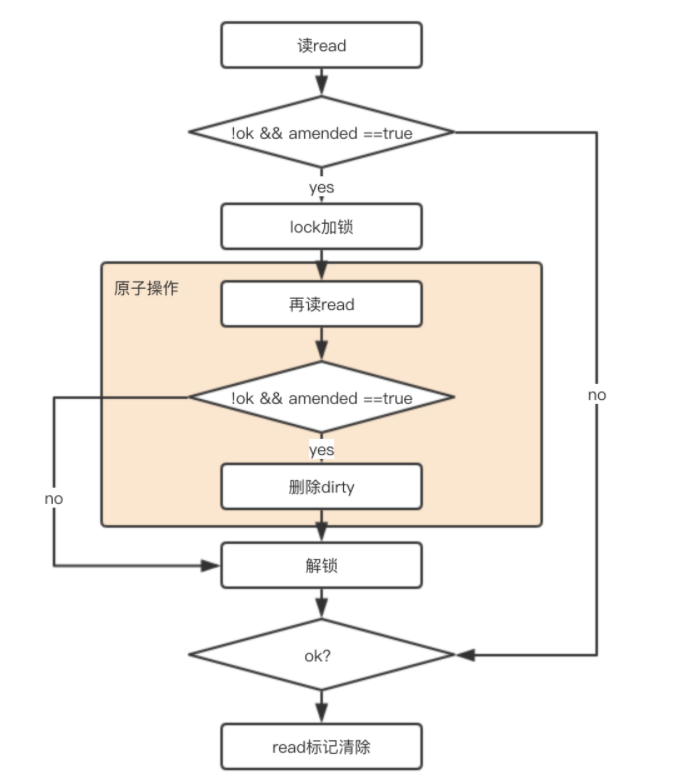 读read
!ok && amended ==true
yes
lock加锁
原子操作
再读read
!ok && amended ==true
no
yes
删除dirty
no
解锁
ok?
read标记清除